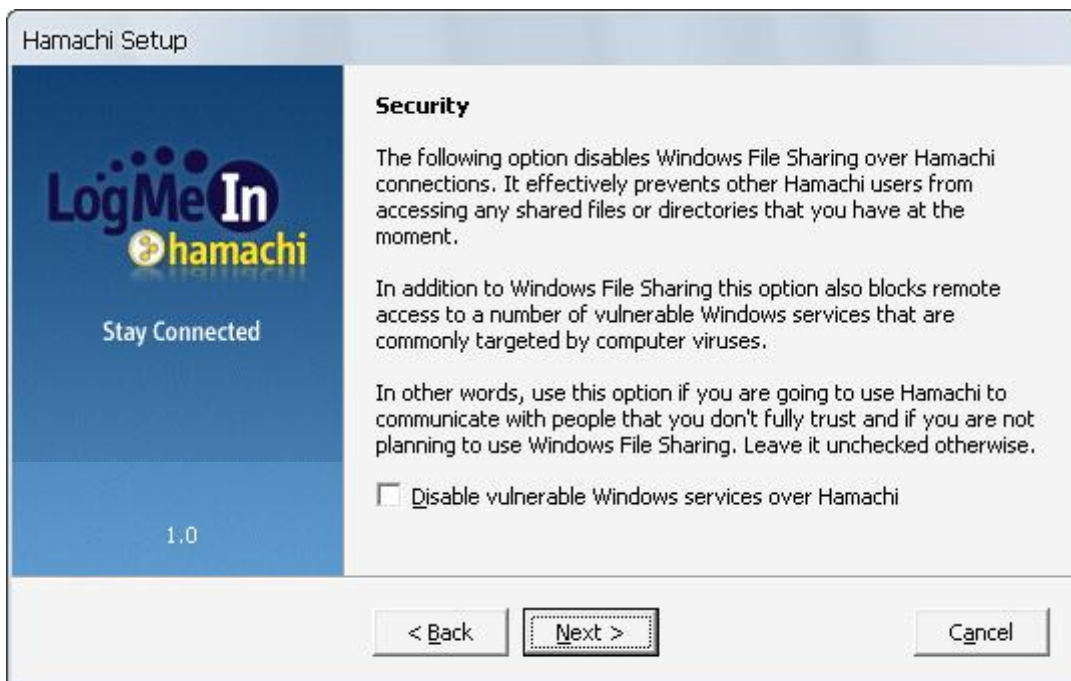 Hamachi Setup
LogMeIn
hamachi
Stay Connected
1.0
Security
The following option disables Windows File Sharing over Hamachi
connections. It effectively prevents other Hamachi users from
accessing any shared files or directories that you have at the
moment.
In addition to Windows File Sharing this option also blocks remote
access to a number of vulnerable Windows services that are
commonly targeted by computer viruses.
In other words, use this option if you are going to use Hamachi to
communicate with people that you don't fully trust and if you are not
planning to use Windows File Sharing. Leave it unchecked otherwise.
Disable vulnerable Windows services over Hamachi
< Back
Next >
Cancel